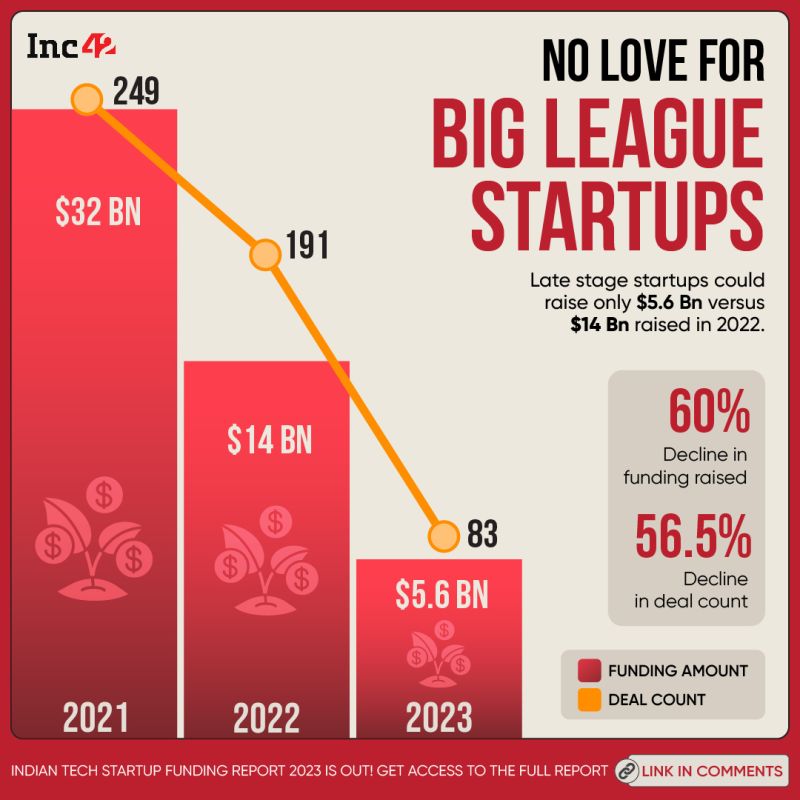 Inc42
NO LOVE FOR
BIG LEAGUE
STARTUPS
Late stage startups could
raise only $5.6 Bn versus
$14 Bn raised in 2022.
249
$32 BN
191
$14 BN
83
$5.6 BN
60%
Decline in
funding raised
56.5%
Decline
in deal count
FUNDING AMOUNT
DEAL COUNT
2021
2022
2023
$ $ $
$ $ $
$ $ $
INDIAN TECH STARTUP FUNDING REPORT 2023 IS OUT! GET ACCESS TO THE FULL REPORT LINK IN COMMENTS